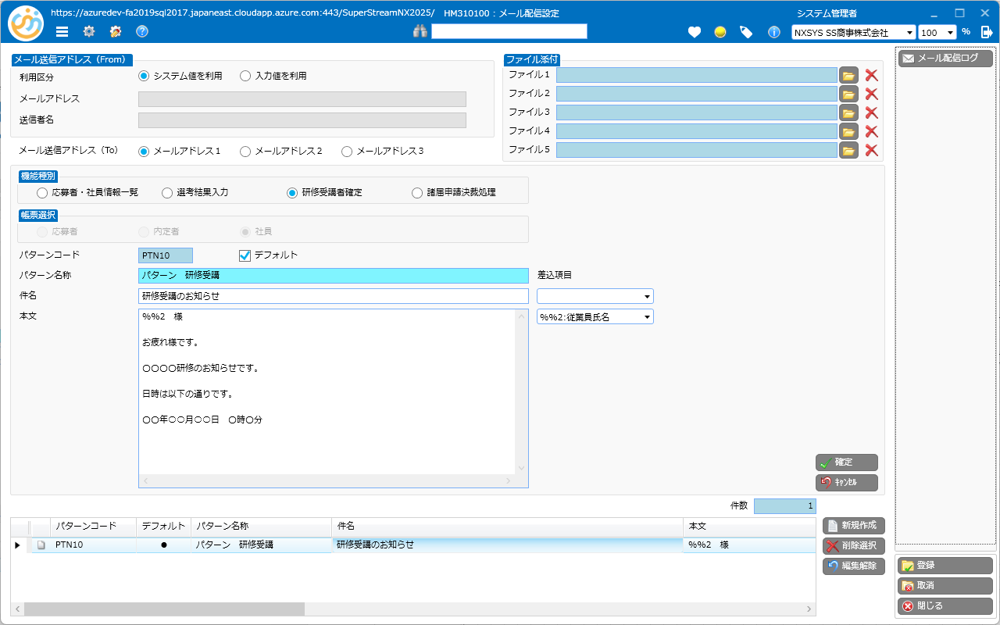 https://azuredev-fa2019sql2017.japaneast.cloudapp.azure.com:443/SuperStreamNX2025/ HM310100：メール配信設定 システム管理者
NXSYS SS商事株式会社 100 %
メール送信アドレス（From）
利用区分 システム値を利用 入力値を利用
メールアドレス
送信者名
メール送信アドレス（To） メールアドレス１ メールアドレス２ メールアドレス３
ファイル添付
ファイル１
ファイル２
ファイル３
ファイル４
ファイル５
メール配信ログ
機能種別
応募者・社員情報一覧 選考結果入力 研修受講者確定 諸届申請決裁処理
帳票選択
応募者 内定者 社員
パターンコード PTN10 デフォルト
パターン名称 パターン　研修受講 差込項目
件名 研修受講のお知らせ
本文 %%2　様 %%2:従業員氏名
お疲れ様です。
〇〇〇〇研修のお知らせです。
日時は以下の通りです。
〇〇年〇〇月〇〇日　〇時〇分
確定
ｷｬﾝｾﾙ
件数 1
パターンコード デフォルト パターン名称 件名 本文
PTN10 ● パターン　研修受講 研修受講のお知らせ %%2　様
新規作成
削除選択
編集解除
登録
取消
閉じる